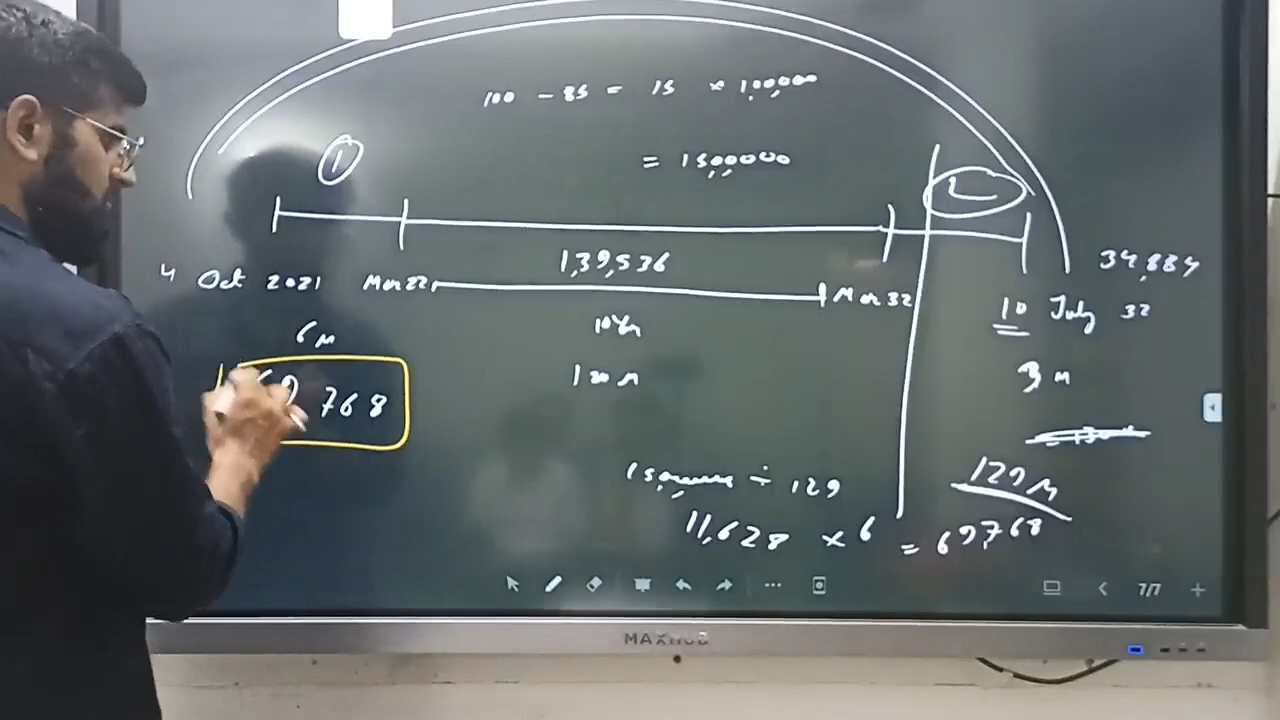 100 - 85 = 15 × 1,00,000
= 15,00,000
1
2
1,39,536
34,884
4 Oct 2021
Mar 22
Mar 32
10 July 32
6 M
10 Yr
120 M
3 M
768
÷ 129
129 M
11,628 × 6 = 69768
7/7
MAXHUB